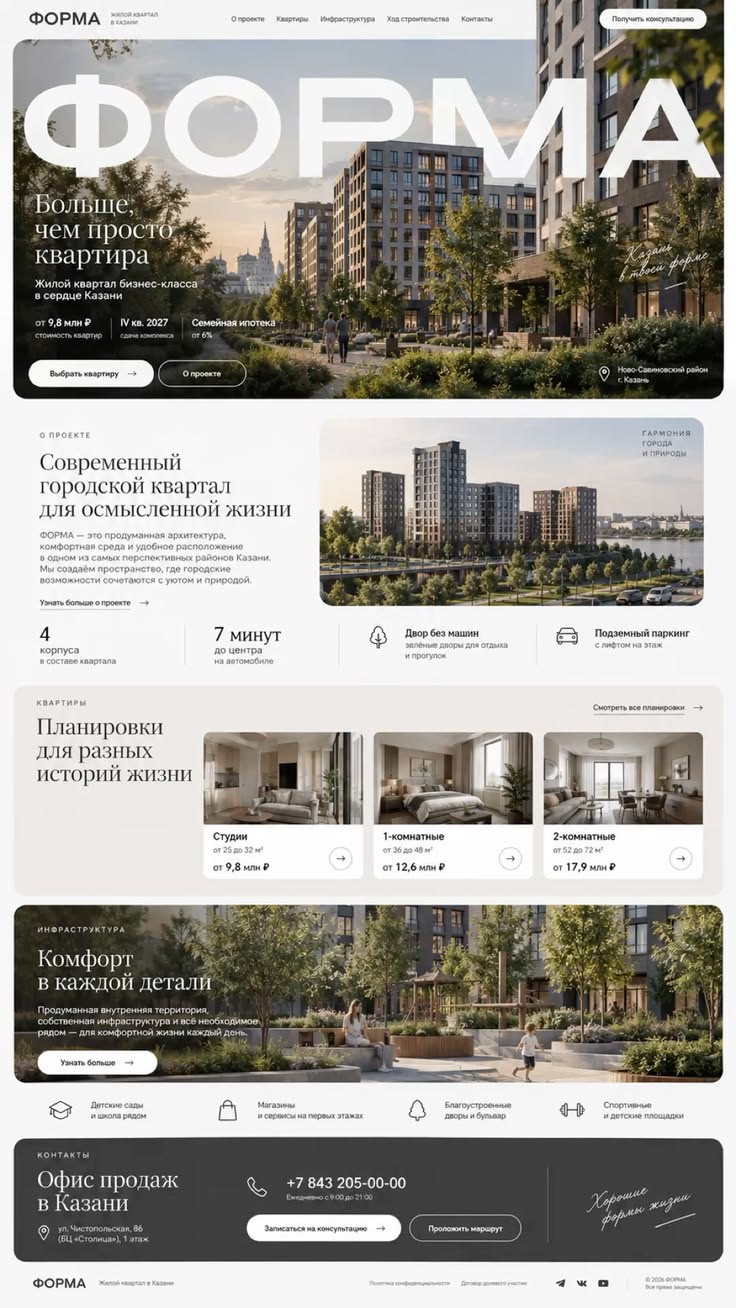 ФОРМА
ЖИЛОЙ КВАРТАЛ
В КАЗАНИ
О проекте
Квартиры
Инфраструктура
Ход строительства
Контакты
Получить консультацию
ФОРМА
Больще,
чем просто
квартира
Жилой квартал бизнес-класса
в сердце Казани
от 9,8 млн ₽
стоимость квартир
IV кв. 2027
сдача комплекса
Семейная ипотека
от 6%
Выбрать квартиру
О проекте
Казань
в твоей форме
Ново-Савиновский район
г. Казань
О ПРОЕКТЕ
Современный
городской квартал
для осмысленной жизни
ФОРМА — это продуманная архитектура,
комфортная среда и удобное расположение
в одном из самых перспективных районов Казани.
Мы создаём пространство, где городские
возможности сочетаются с уютом и природой.
Узнать больше о проекте
ГАРМОНИЯ
ГОРОДА
И ПРИРОДЫ
4
корпуса
в составе квартала
7 минут
до центра
на автомобиле
Двор без машин
зелёные дворы для отдыха
и прогулок
Подземный паркинг
с лифтом на этаж
КВАРТИРЫ
Планировки
для разных
историй жизни
Смотреть все планировки
Студии
от 25 до 32 м²
от 9,8 млн ₽
1-комнатные
от 36 до 48 м²
от 12,6 млн ₽
2-комнатные
от 52 до 72 м²
от 17,9 млн ₽
ИНФРАСТРУКТУРА
Комфорт
в каждой детали
Продуманная внутренняя территория,
собственная инфраструктура и всё необходимое
рядом — для комфортной жизни каждый день.
Узнать больше
Детские сады
и школа рядом
Магазины
и сервисы на первых этажах
Благоустроенные
дворы и бульвар
Спортивные
и детские площадки
КОНТАКТЫ
Офис продаж
в Казани
ул. Чистопольская, 86
(БЦ «Столица»), 1 этаж
+7 843 205-00-00
Ежедневно с 9:00 до 21:00
Записаться на консультацию
Проложить маршрут
Хорошие
формы жизни
ФОРМА
Жилой квартал в Казани
Политика конфиденциальности
Договор долевого участия
© 2026 ФОРМА
Все права защищены